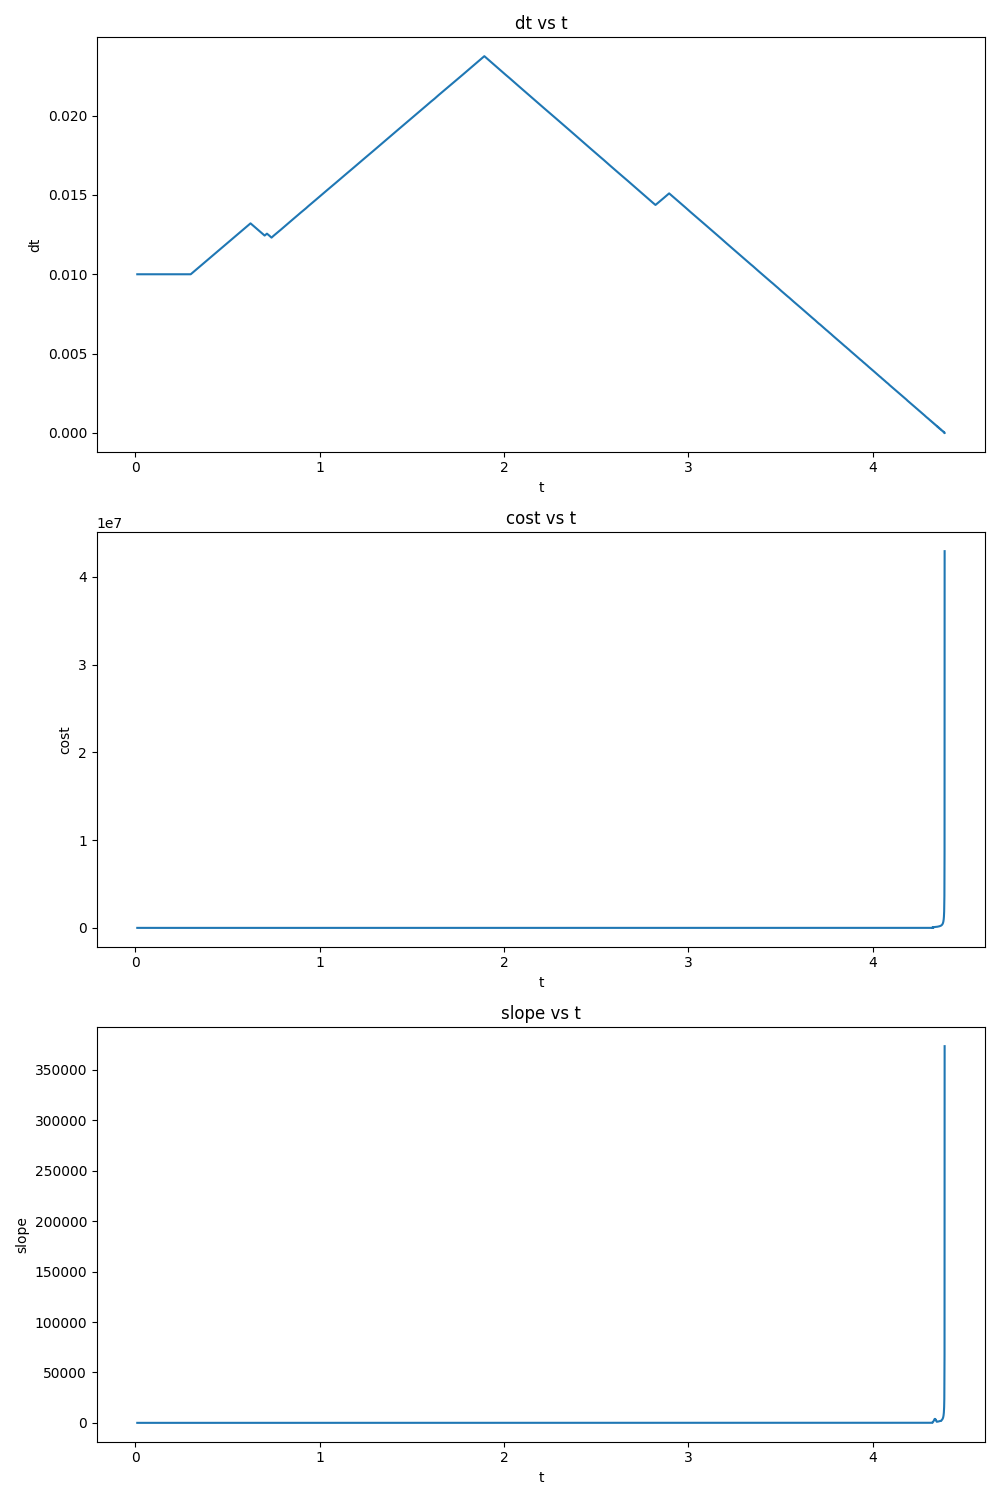 dt vs t
0.020
0.015
0.010
0.005
0.000
dt
0 1 2 3 4
t
cost vs t
1e7
4
3
2
1
0
cost
0 1 2 3 4
t
slope vs t
350000
300000
250000
200000
150000
100000
50000
0
slope
0 1 2 3 4
t